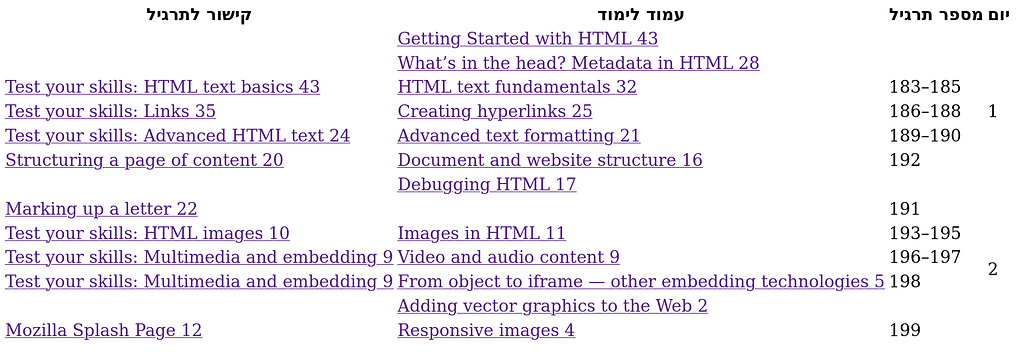 יום מספר תרגיל עמוד לימוד קישור לתרגיל
Getting Started with HTML 43
What’s in the head? Metadata in HTML 28
183–185 HTML text fundamentals 32 Test your skills: HTML text basics 43
1 186–188 Creating hyperlinks 25 Test your skills: Links 35
189–190 Advanced text formatting 21 Test your skills: Advanced HTML text 24
192 Document and website structure 16 Structuring a page of content 20
Debugging HTML 17
191 Marking up a letter 22
193–195 Images in HTML 11 Test your skills: HTML images 10
196–197 Video and audio content 9 Test your skills: Multimedia and embedding 9
2
198 From object to iframe — other embedding technologies 5 Test your skills: Multimedia and embedding 9
Adding vector graphics to the Web 2
199 Responsive images 4 Mozilla Splash Page 12